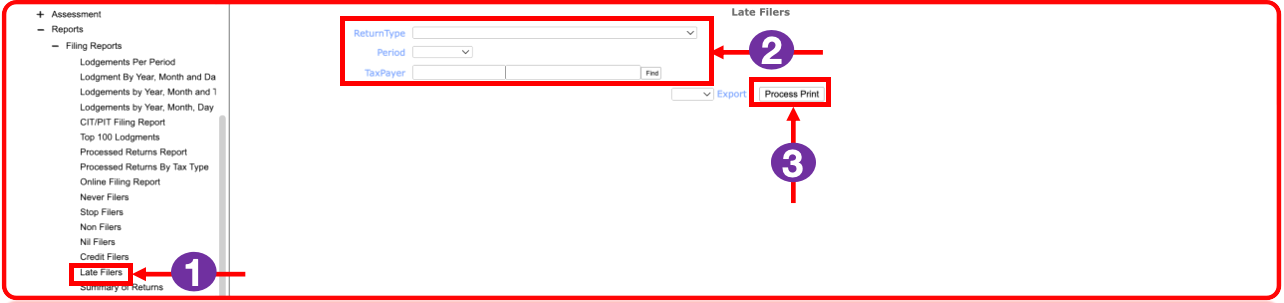 + Assessment
− Reports
− Filing Reports
Lodgements Per Period
Lodgment By Year, Month and Da
Lodgements by Year, Month and T
Lodgements by Year, Month, Day
CIT/PIT Filing Report
Top 100 Lodgments
Processed Returns Report
Processed Returns By Tax Type
Online Filing Report
Never Filers
Stop Filers
Non Filers
Nil Filers
Credit Filers
Late Filers
Summary of Returns
1
Late Filers
ReturnType
Period
TaxPayer Find
2
Export Process Print
3